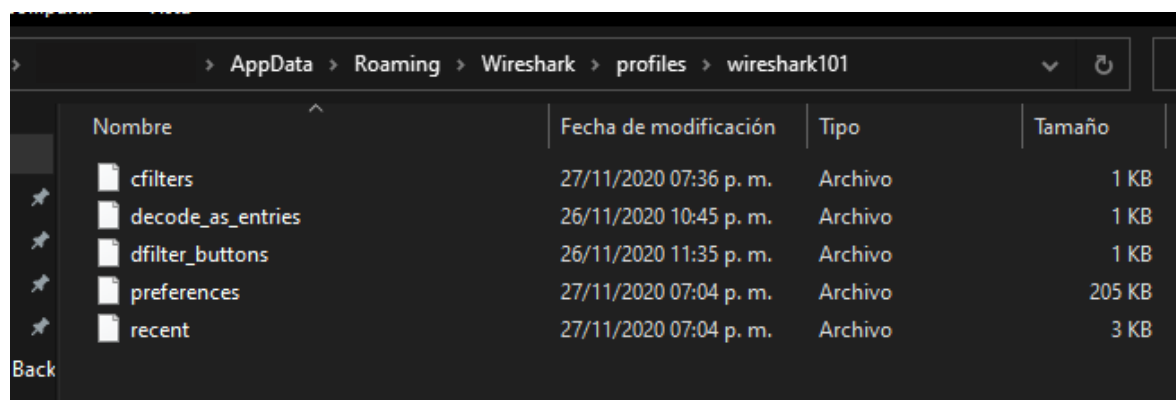 > > AppData > Roaming > Wireshark > profiles > wireshark101
Nombre Fecha de modificación Tipo Tamaño
cfilters 27/11/2020 07:36 p. m. Archivo 1 KB
decode_as_entries 26/11/2020 10:45 p. m. Archivo 1 KB
dfilter_buttons 26/11/2020 11:35 p. m. Archivo 1 KB
preferences 27/11/2020 07:04 p. m. Archivo 205 KB
recent 27/11/2020 07:04 p. m. Archivo 3 KB
Back